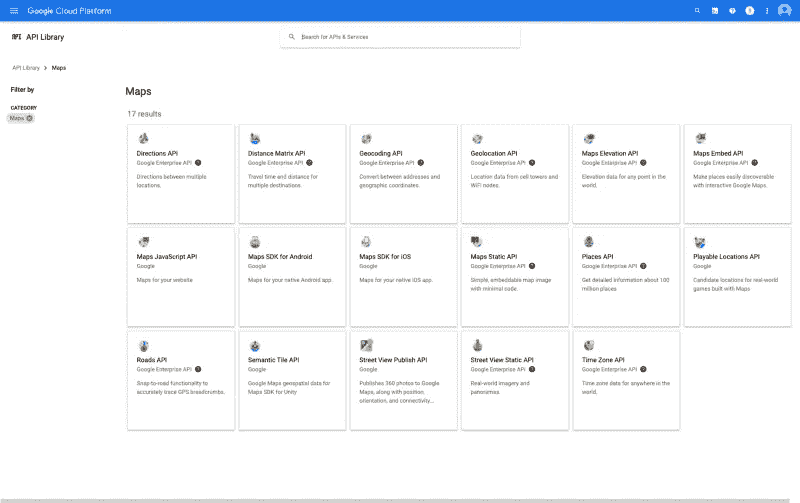 Google Cloud Platform
API API Library
Search for APIs & Services
API Library > Maps
Filter by
CATEGORY
Maps
Maps
17 results
Directions API
Google Enterprise API
Directions between multiple
locations.
Distance Matrix API
Google Enterprise API
Travel time and distance for
multiple destinations.
Geocoding API
Google Enterprise API
Convert between addresses and
geographic coordinates.
Geolocation API
Google Enterprise API
Location data from cell towers and
WiFi nodes.
Maps Elevation API
Google Enterprise API
Elevation data for any point in the
world.
Maps Embed API
Google Enterprise API
Make places easily discoverable
with interactive Google Maps.
Maps JavaScript API
Google
Maps for your website
Maps SDK for Android
Google
Maps for your native Android app.
Maps SDK for iOS
Google
Maps for your native iOS app.
Maps Static API
Google Enterprise API
Simple, embeddable map image
with minimal code.
Places API
Google Enterprise API
Get detailed information about 100
million places
Playable Locations API
Google
Candidate locations for real-world
games built with Maps
Roads API
Google Enterprise API
Snap-to-road functionality to
accurately trace GPS breadcrumbs.
Semantic Tile API
Google
Google Maps geospatial data for
Maps SDK for Unity
Street View Publish API
Google
Publishes 360 photos to Google
Maps, along with position,
orientation, and connectivity...
Street View Static API
Google Enterprise API
Real-world imagery and
panoramas
Time Zone API
Google Enterprise API
Time zone data for anywhere in the
world.